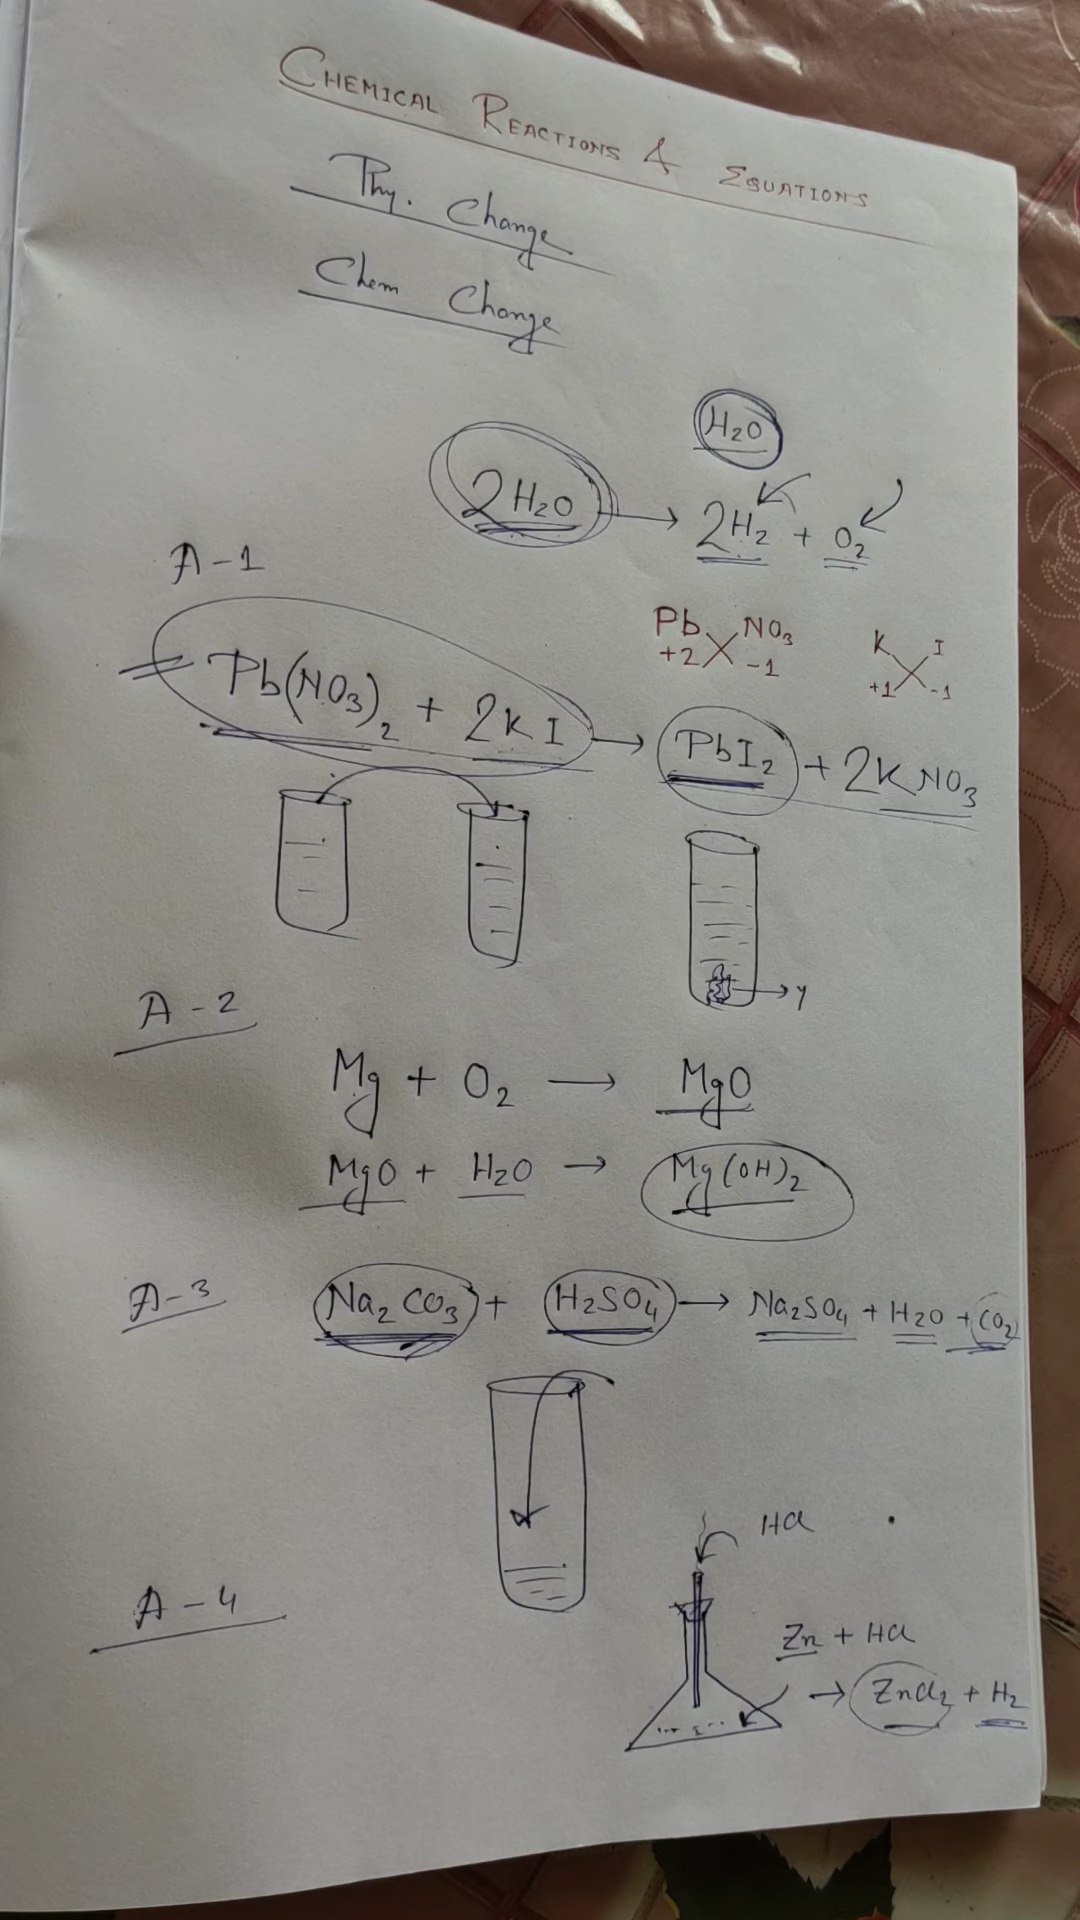 CHEMICAL REACTIONS & EQUATIONS
Phy. Change
Chem Change
H₂O
2H₂O → 2H₂ + O₂
A-1
Pb NO₃
+2 -1
K I
+1 -1
Pb(NO₃)₂ + 2KI → PbI₂ + 2KNO₃
→ Y
A-2
Mg + O₂ → MgO
MgO + H₂O → Mg(OH)₂
A-3 Na₂CO₃ + H₂SO₄ → Na₂SO₄ + H₂O + CO₂
HCl
A-4
Zn + HCl
→ ZnCl₂ + H₂